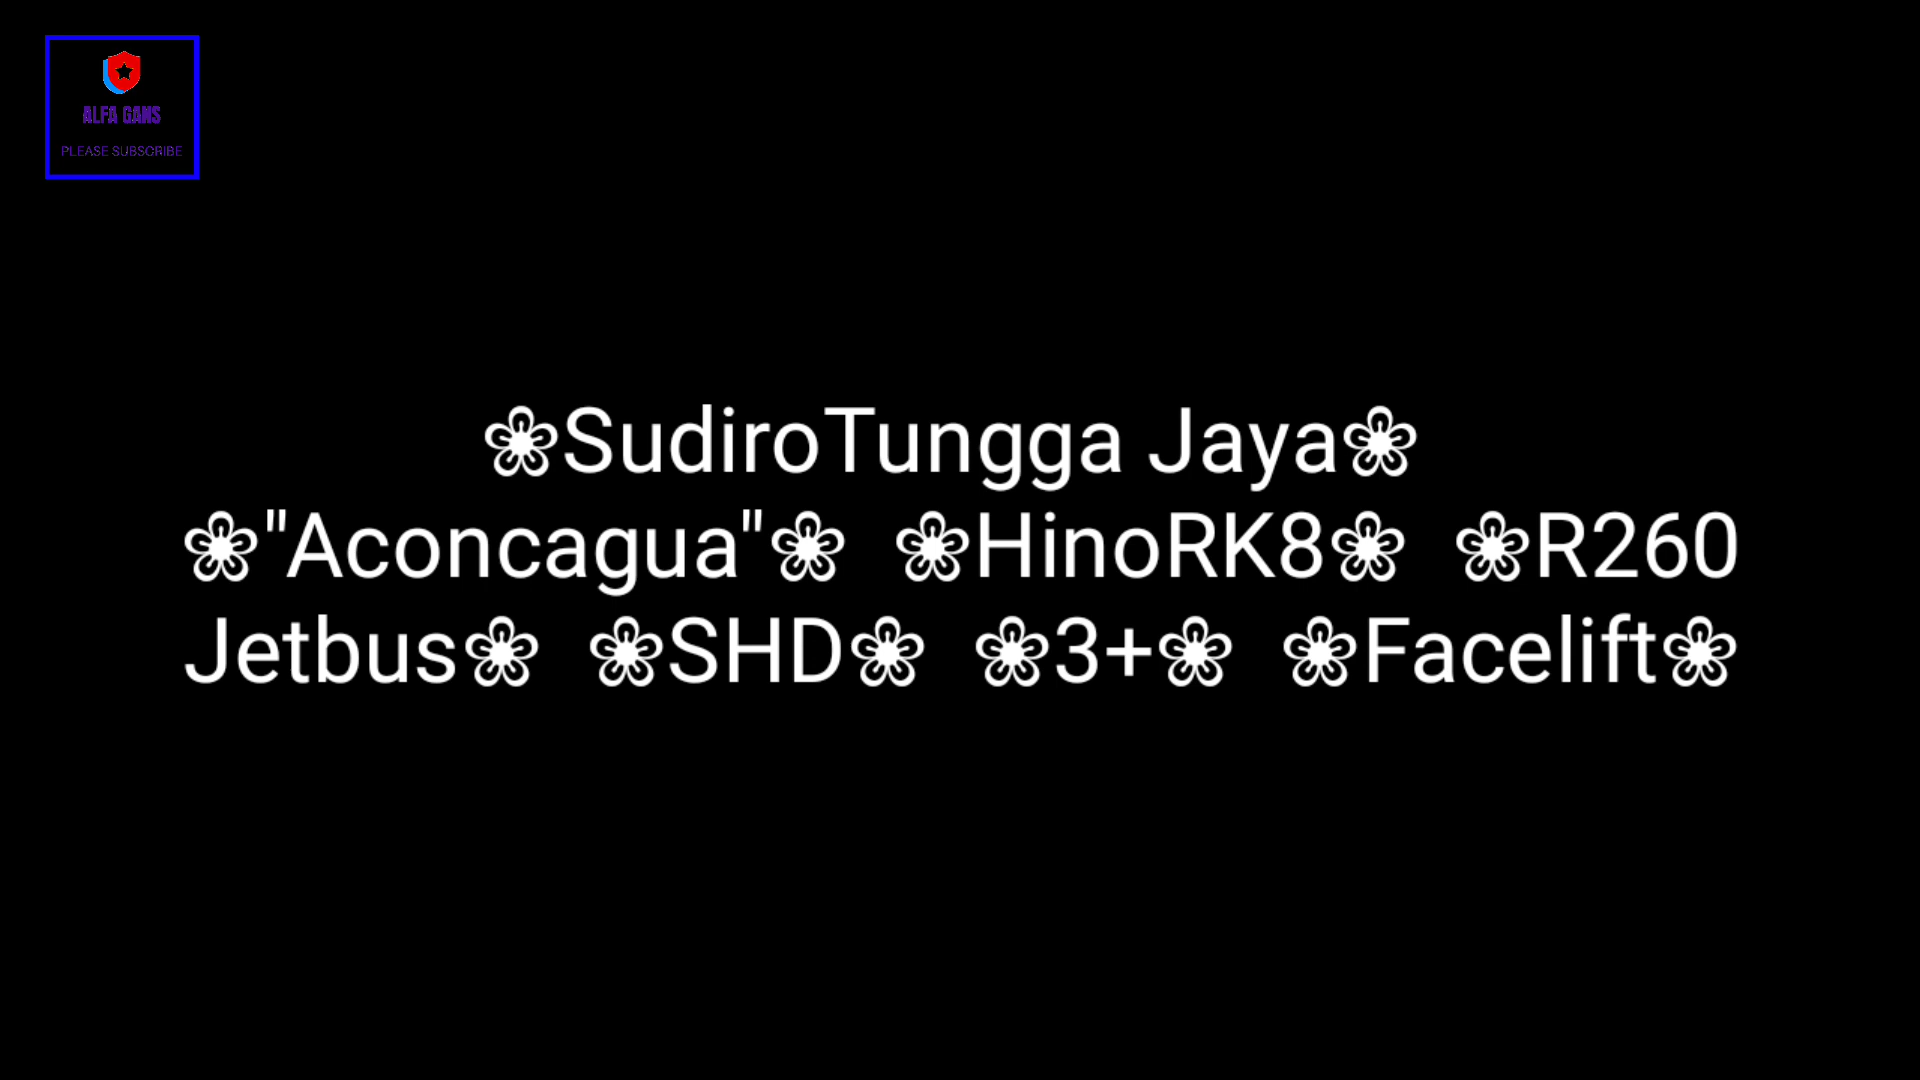 ALFA GANS
PLEASE SUBSCRIBE
❀SudiroTungga Jaya❀
❀"Aconcagua"❀ ❀HinoRK8❀ ❀R260
Jetbus❀ ❀SHD❀ ❀3+❀ ❀Facelift❀